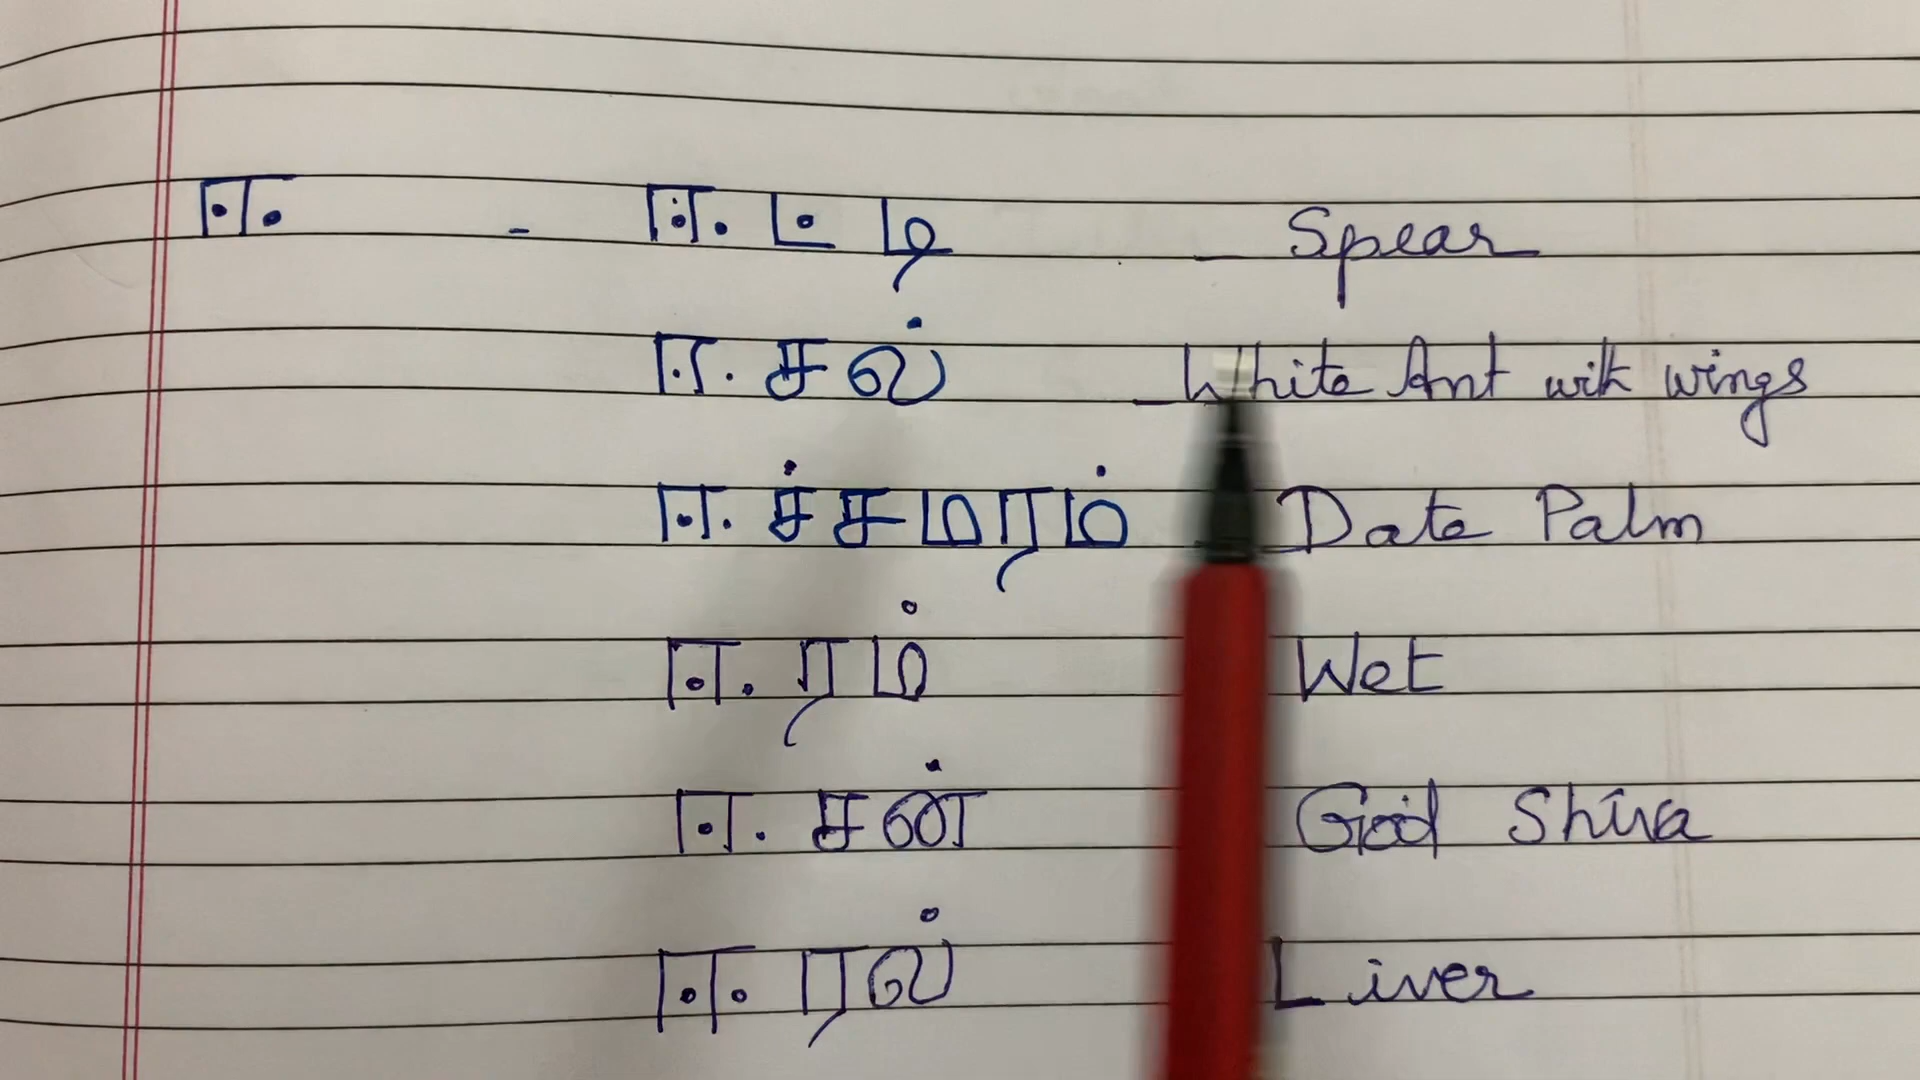 ஈ - ஈட்டி - Spear
ஈசல் - White Ant with wings
ஈச்சமரம் Date Palm
ஈரம் Wet
ஈசன் God Shiva
ஈரல் Liver